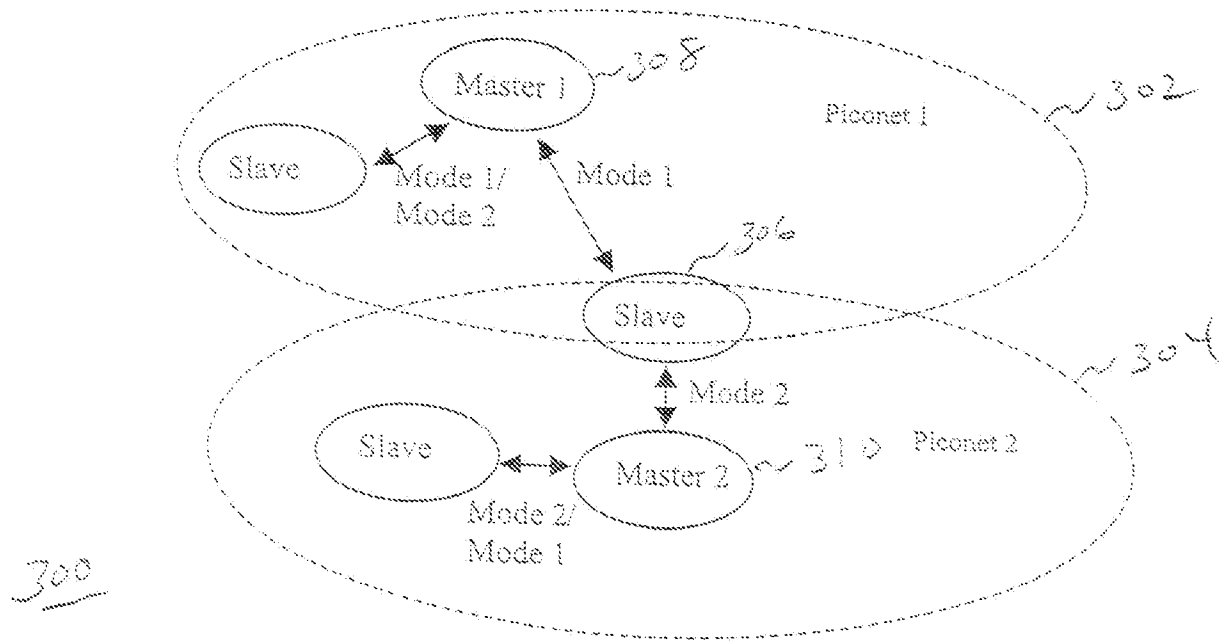 Master 1
308
302
Piconet 1
Slave
Mode 1/
Mode 2
Mode 1
306
Slave
304
Mode 2
Slave
Master 2
310
Piconet 2
Mode 2/
Mode 1
300